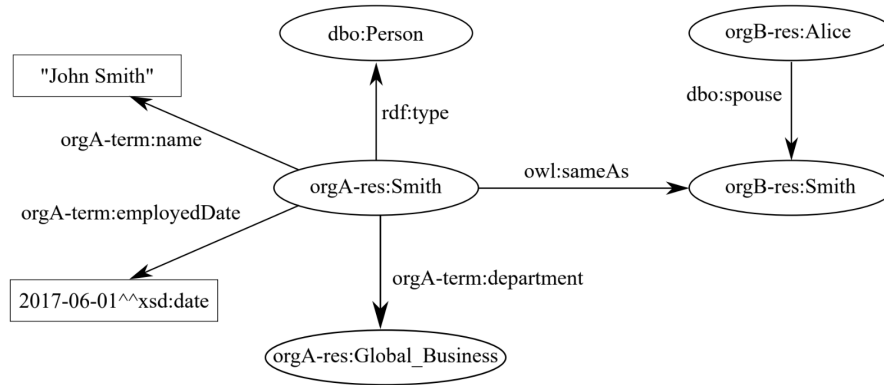 dbo:Person
orgB-res:Alice
"John Smith"
dbo:spouse
rdf:type
orgA-term:name
owl:sameAs
orgA-res:Smith
orgB-res:Smith
orgA-term:employedDate
orgA-term:department
2017-06-01^^xsd:date
orgA-res:Global_Business